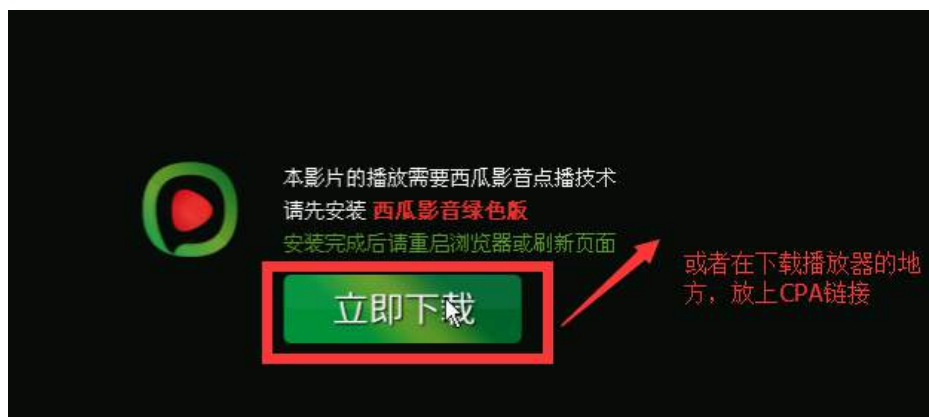 本影片的播放需要西瓜影音点播技术
请先安装 西瓜影音绿色版
安装完成后请重启浏览器或刷新页面
立即下载
或者在下载播放器的地
方，放上CPA链接